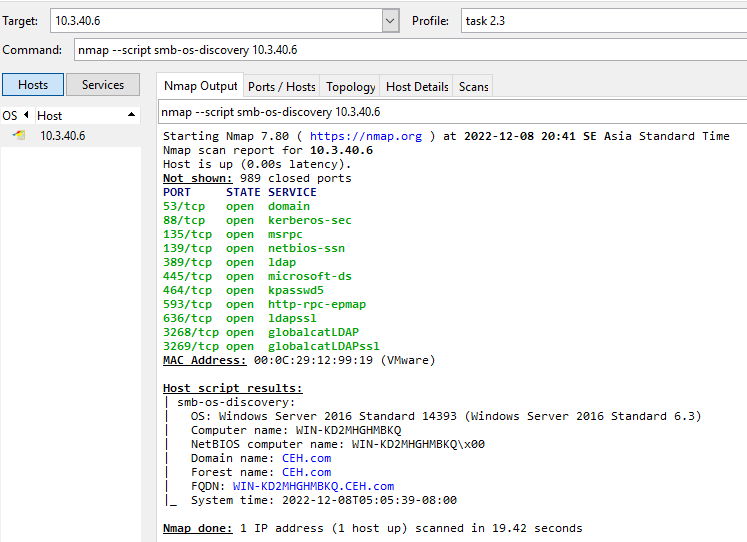 Target: 10.3.40.6 Profile: task 2.3
Command: nmap --script smb-os-discovery 10.3.40.6
Hosts Services Nmap Output Ports / Hosts Topology Host Details Scans
OS Host nmap --script smb-os-discovery 10.3.40.6
10.3.40.6
Starting Nmap 7.80 ( https://nmap.org ) at 2022-12-08 20:41 SE Asia Standard Time
Nmap scan report for 10.3.40.6
Host is up (0.00s latency).
Not shown: 989 closed ports
PORT STATE SERVICE
53/tcp open domain
88/tcp open kerberos-sec
135/tcp open msrpc
139/tcp open netbios-ssn
389/tcp open ldap
445/tcp open microsoft-ds
464/tcp open kpasswd5
593/tcp open http-rpc-epmap
636/tcp open ldapssl
3268/tcp open globalcatLDAP
3269/tcp open globalcatLDAPssl
MAC Address: 00:0C:29:12:99:19 (VMware)
Host script results:
| smb-os-discovery:
| OS: Windows Server 2016 Standard 14393 (Windows Server 2016 Standard 6.3)
| Computer name: WIN-KD2MHGHMBKQ
| NetBIOS computer name: WIN-KD2MHGHMBKQ\x00
| Domain name: CEH.com
| Forest name: CEH.com
| FQDN: WIN-KD2MHGHMBKQ.CEH.com
|_ System time: 2022-12-08T05:05:39-08:00
Nmap done: 1 IP address (1 host up) scanned in 19.42 seconds